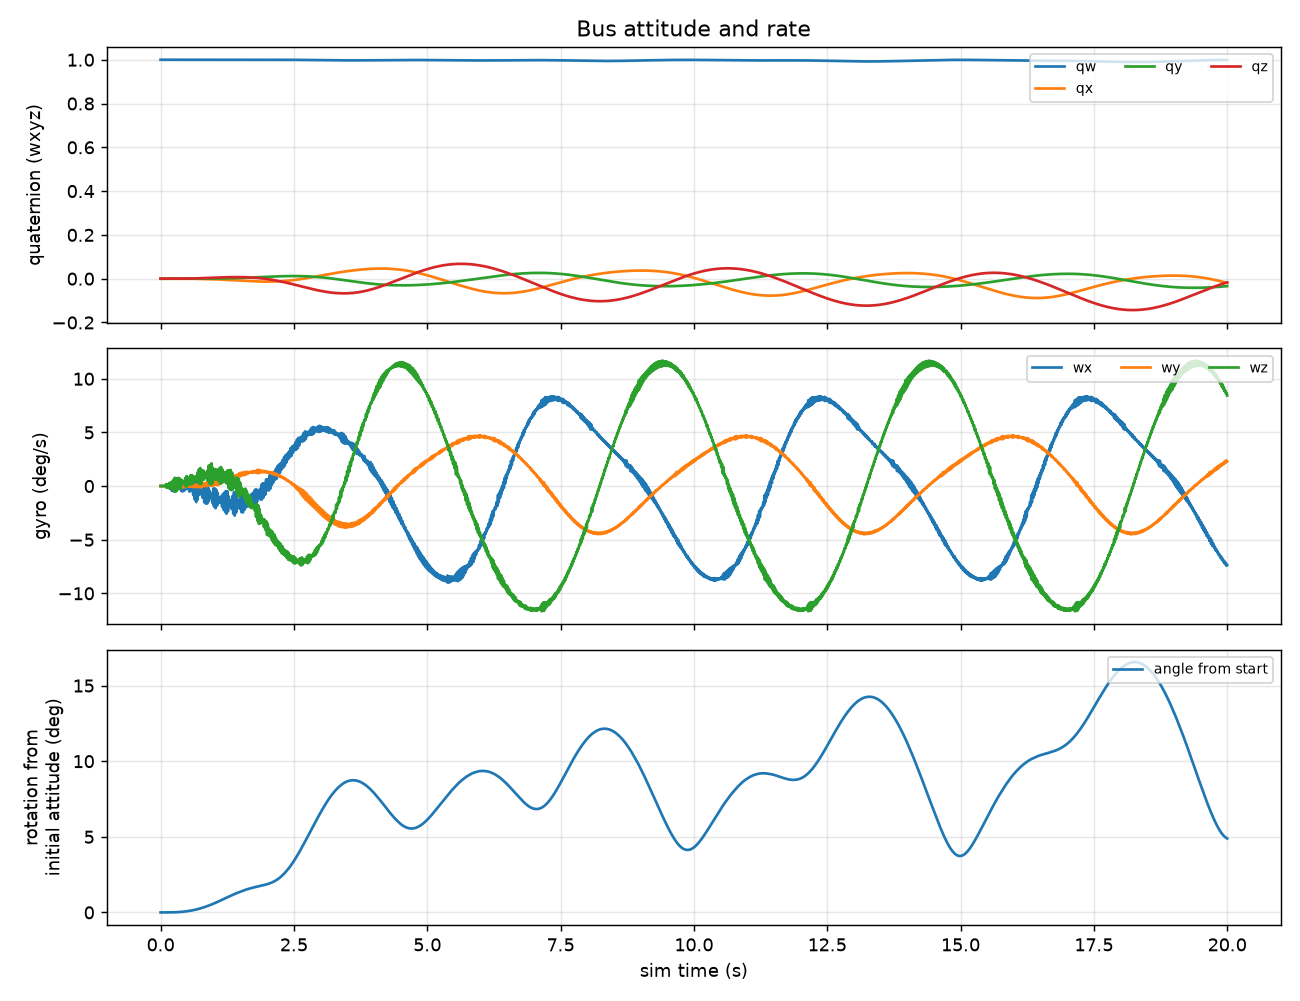 Bus attitude and rate
quaternion (wxyz)
1.0
0.8
0.6
0.4
0.2
0.0
−0.2
qw qy qz
qx
gyro (deg/s)
10
5
0
−5
−10
wx wy wz
rotation from
initial attitude (deg)
15
10
5
0
angle from start
0.0 2.5 5.0 7.5 10.0 12.5 15.0 17.5 20.0
sim time (s)